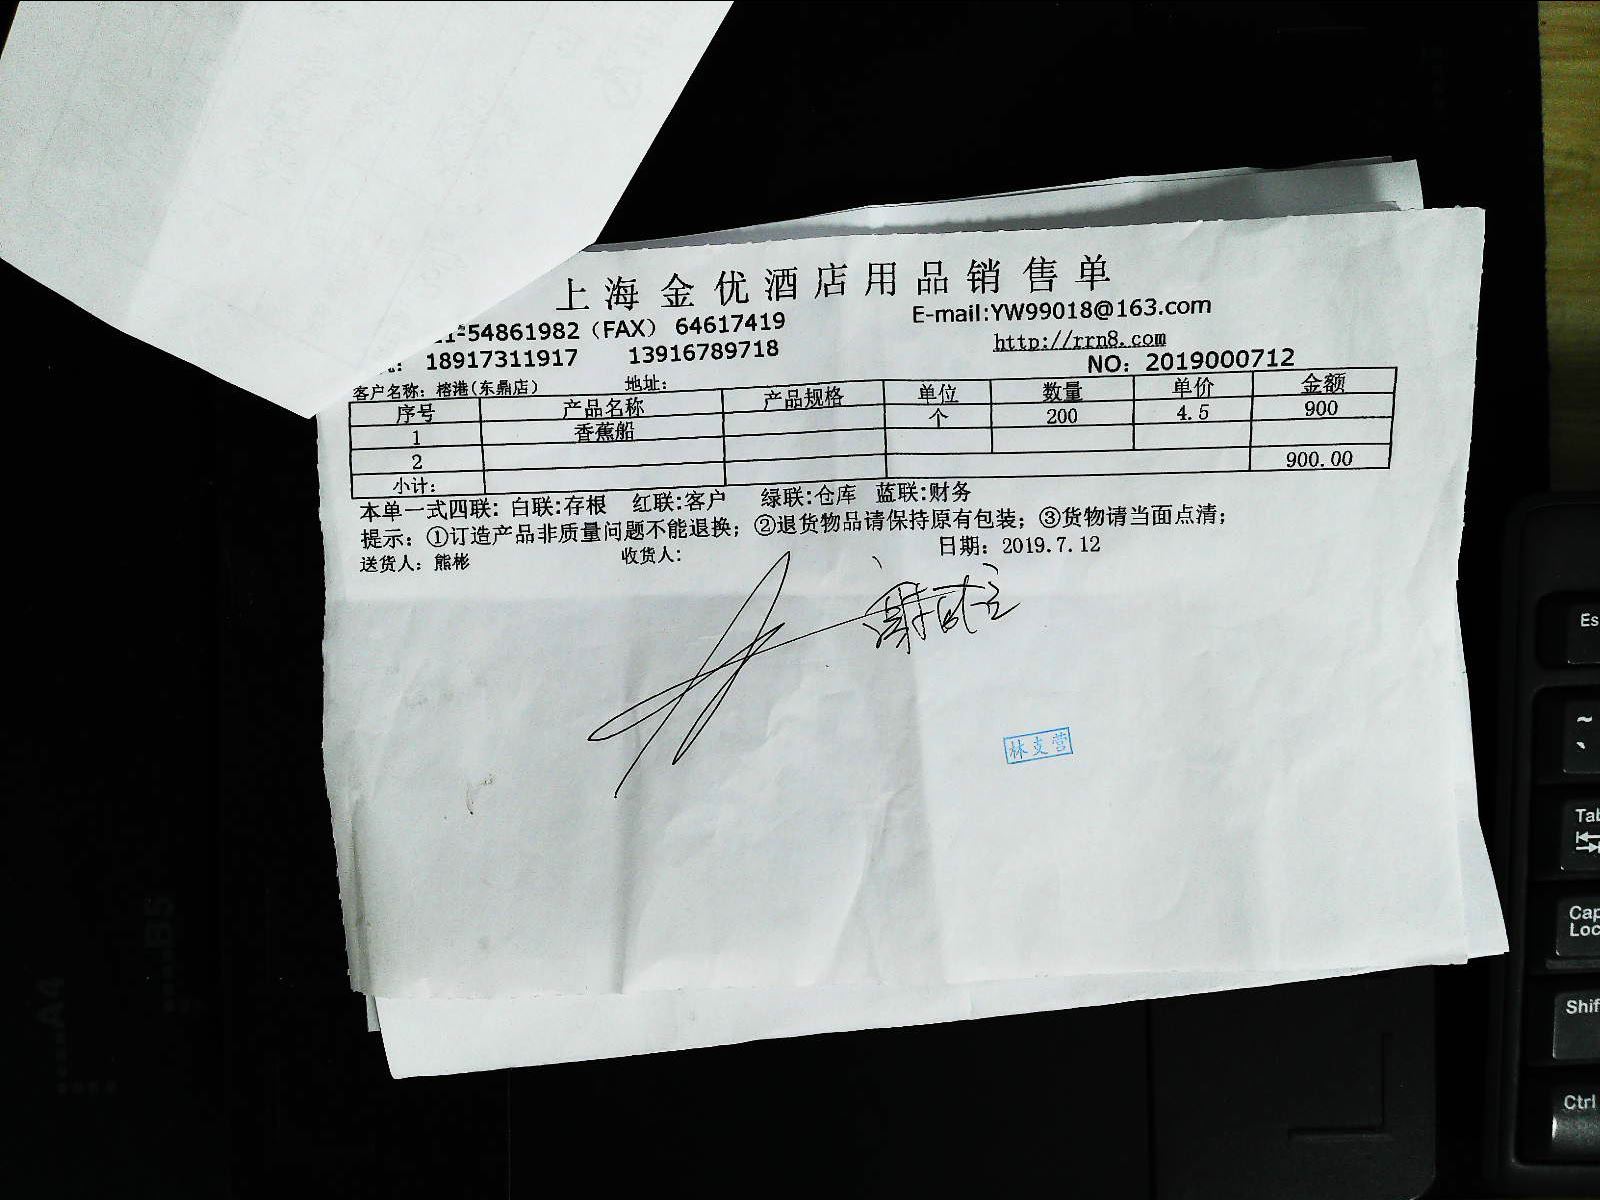 上海金优酒店用品销售单
1-54861982（FAX） 64617419 E-mail:YW99018@163.com
18917311917 13916789718 http://rrn8.com
NO：2019000712
客户名称：榕港(东鼎店) 地址：
序号 产品名称 产品规格 单位 数量 单价 金额
1 香蕉船 个 200 4.5 900
2
小计： 900.00
本单一式四联：白联:存根 红联:客户 绿联:仓库 蓝联:财务
提示：①订造产品非质量问题不能退换；②退货物品请保持原有包装；③货物请当面点清；
送货人：熊彬 收货人: 日期：2019.7.12
林支营
Es
~
`
Tab
Cap
Loc
Shif
Ctrl